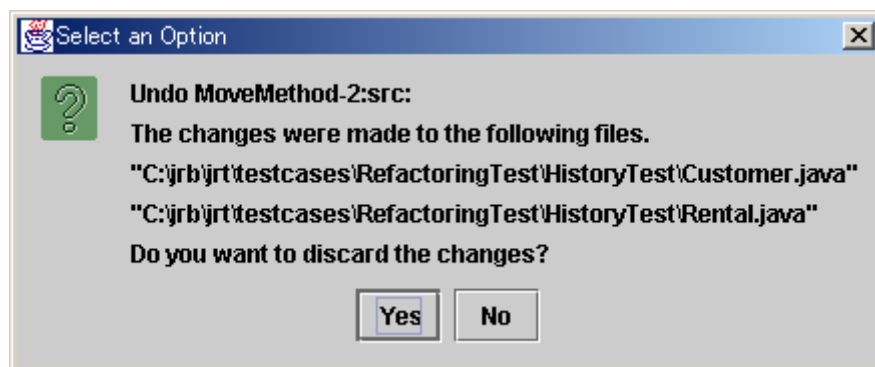 Select an Option
Undo MoveMethod-2:src:
The changes were made to the following files.
"C:\jrb\jrt\testcases\RefactoringTest\HistoryTest\Customer.java"
"C:\jrb\jrt\testcases\RefactoringTest\HistoryTest\Rental.java"
Do you want to discard the changes?
Yes No